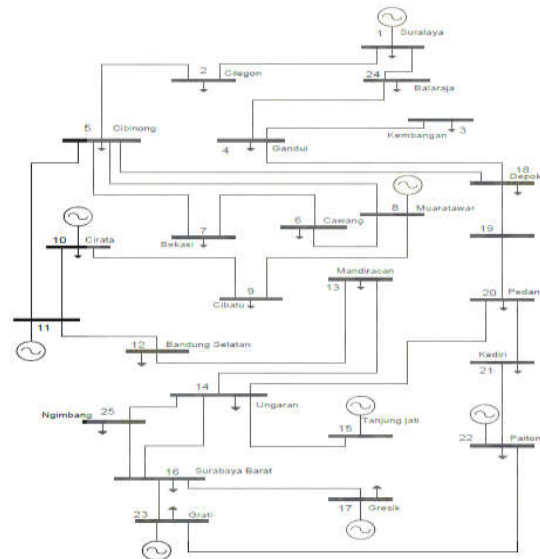 1 Suralaya
2 Cilegon
24 Balaraja
5 Cibinong
Kembangan 3
4 Gandul
18
Depok
8 Muaratawar
6 Cawang
7
Bekasi
10 Cirata
19
Mandiracan
13
9
Cibatu
20 Pedan
11
12 Bandung Selatan
Kediri
21
14
Ungaran
Ngimbang 25
Tanjung jati
15
22 Paiton
16
Surabaya Barat
17 Gresik
23 Grati